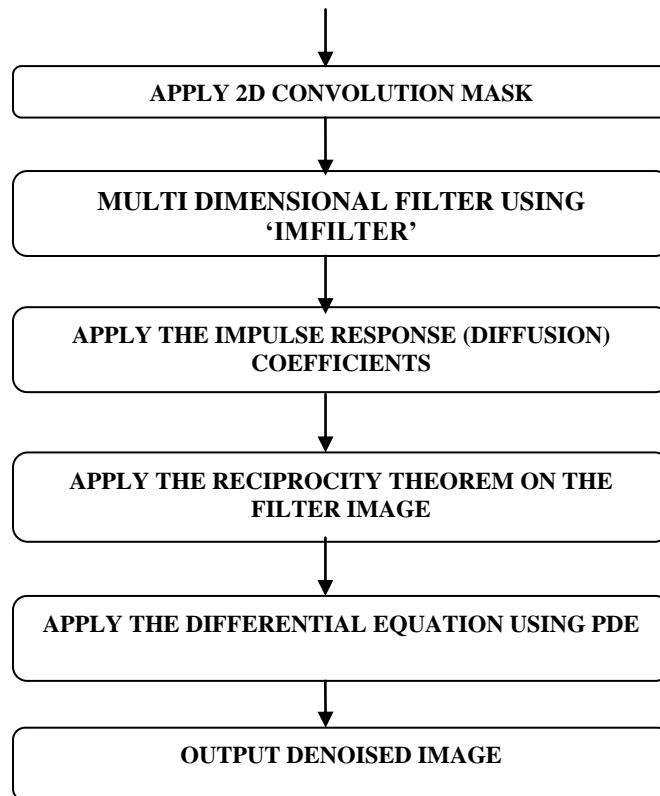 APPLY 2D CONVOLUTION MASK
MULTI DIMENSIONAL FILTER USING
‘IMFILTER’
APPLY THE IMPULSE RESPONSE (DIFFUSION)
COEFFICIENTS
APPLY THE RECIPROCITY THEOREM ON THE
FILTER IMAGE
APPLY THE DIFFERENTIAL EQUATION USING PDE
OUTPUT DENOISED IMAGE